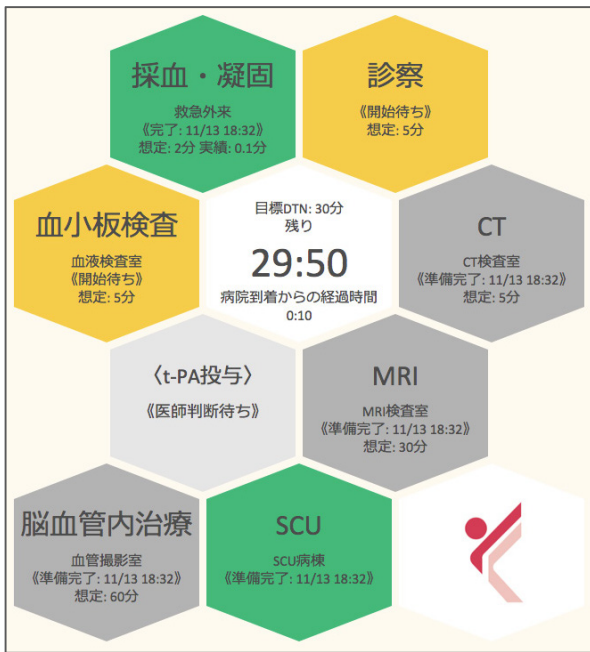 採血・凝固
救急外来
《完了: 11/13 18:32》
想定: 2分 実績: 0.1分
診察
《開始待ち》
想定: 5分
血小板検査
血液検査室
《開始待ち》
想定: 5分
目標DTN: 30分
残り
29:50
病院到着からの経過時間
0:10
CT
CT検査室
《準備完了: 11/13 18:32》
想定: 5分
〈t-PA投与〉
《医師判断待ち》
MRI
MRI検査室
《準備完了: 11/13 18:32》
想定: 30分
脳血管内治療
血管撮影室
《準備完了: 11/13 18:32》
想定: 60分
SCU
SCU病棟
《準備完了: 11/13 18:32》